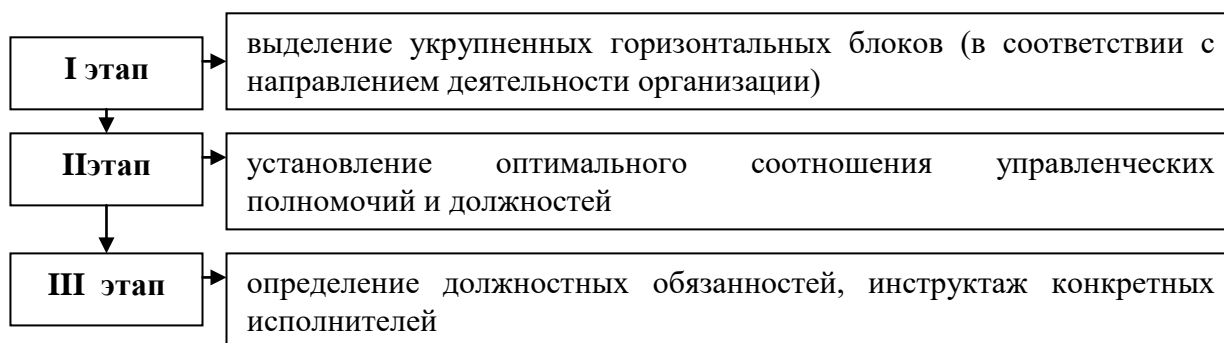 I этап
выделение укрупненных горизонтальных блоков (в соответствии с
направлением деятельности организации)
IIэтап
установление оптимального соотношения управленческих
полномочий и должностей
III этап
определение должностных обязанностей, инструктаж конкретных
исполнителей